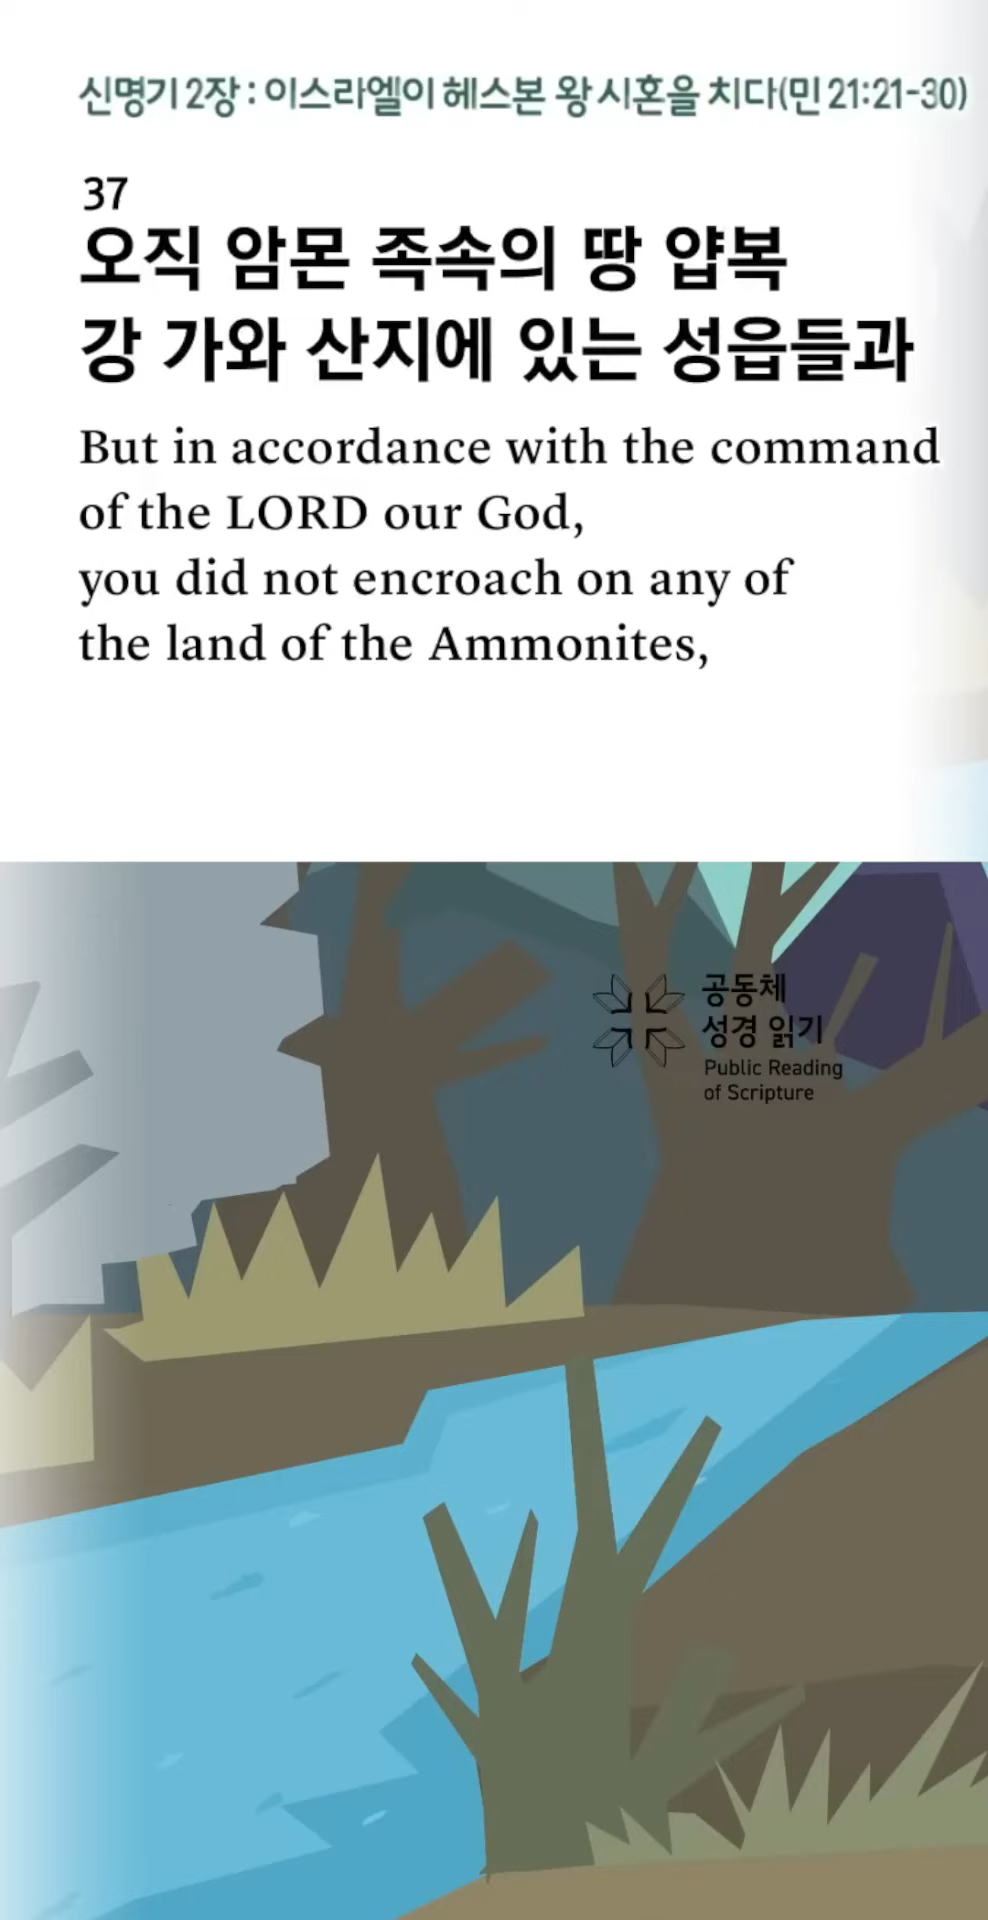 신명기 2장 : 이스라엘이 헤스본 왕 시혼을 치다(민 21:21-30)
37
오직 암몬 족속의 땅 얍복
강 가와 산지에 있는 성읍들과
But in accordance with the command
of the LORD our God,
you did not encroach on any of
the land of the Ammonites,
공동체
성경 읽기
Public Reading
of Scripture